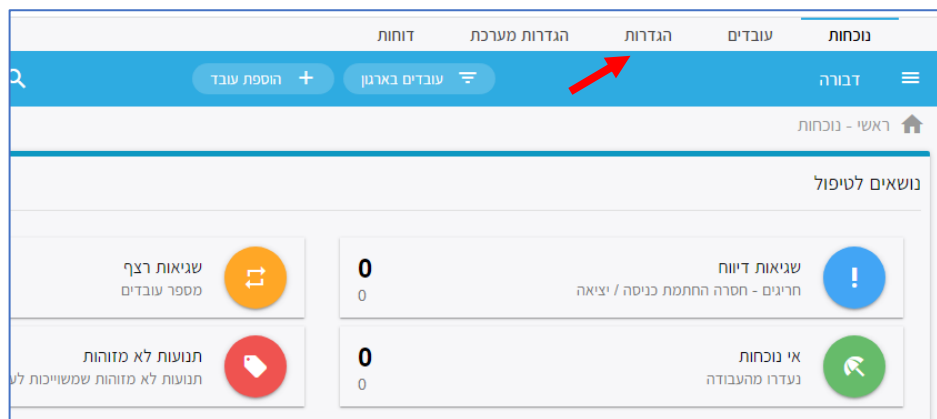 נוכחות עובדים הגדרות הגדרות מערכת דוחות
דבורה עובדים בארגון + הוספת עובד
ראשי - נוכחות
נושאים לטיפול
שגיאות דיווח 0
חריגים - חסרה החתמת כניסה / יציאה 0
שגיאות רצף
מספר עובדים
אי נוכחות 0
נעדרו מהעבודה 0
תנועות לא מזוהות
תנועות לא מזוהות שמשוייכות לע